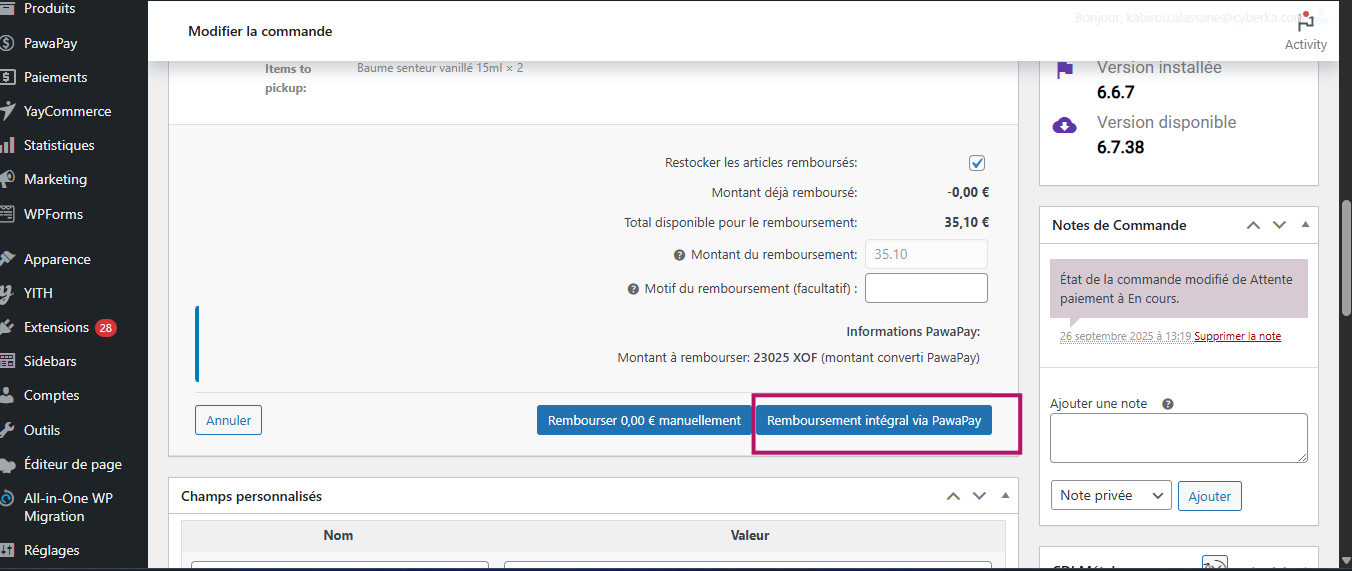 Produits
PawaPay
Paiements
YayCommerce
Statistiques
Marketing
WPForms
Apparence
YITH
Extensions 28
Sidebars
Comptes
Outils
Éditeur de page
All-in-One WP
Migration
Réglages
Modifier la commande
Bonjour, kabirou.alassane@cyberka.co
Activity
Items to
pickup:
Baume senteur vanillé 15ml × 2
Restocker les articles remboursés:
Montant déjà remboursé: -0,00 €
Total disponible pour le remboursement: 35,10 €
Montant du remboursement: 35.10
Motif du remboursement (facultatif) :
Informations PawaPay:
Montant à rembourser: 23025 XOF (montant converti PawaPay)
Annuler
Rembourser 0,00 € manuellement
Remboursement intégral via PawaPay
Champs personnalisés
Nom Valeur
Version installée
6.6.7
Version disponible
6.7.38
Notes de Commande
État de la commande modifié de Attente
paiement à En cours.
26 septembre 2025 à 13:19 Supprimer la note
Ajouter une note
Note privée
Ajouter